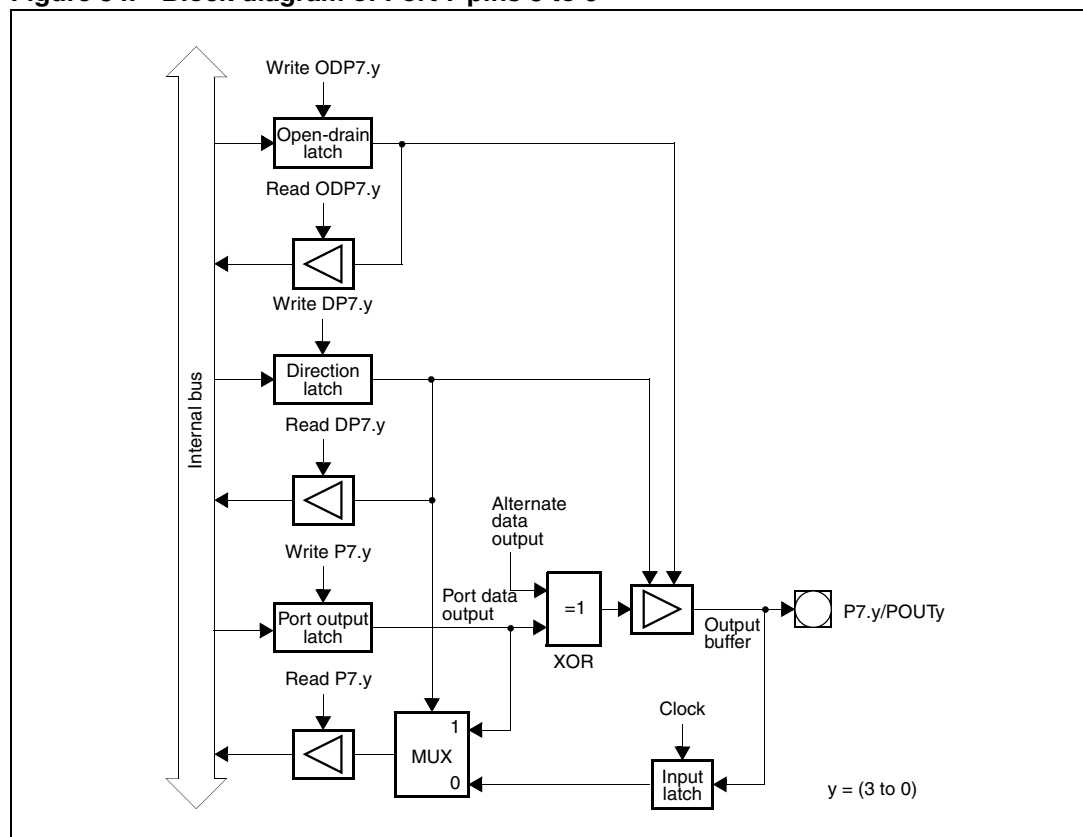 Write ODP7.y
Open-drain
latch
Read ODP7.y
Write DP7.y
Direction
latch
Internal bus
Read DP7.y
Alternate
data
output
Write P7.y
Port data
output
=1
Port output
latch
P7.y/POUTy
Output
buffer
XOR
Read P7.y
Clock
1
MUX
0
Input
latch
y = (3 to 0)